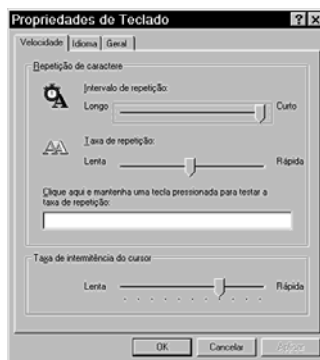 Propriedades de Teclado
Velocidade Idioma Geral
Repetição de caractere
Intervalo de repetição:
Longo Curto
Taxa de repetição:
Lenta Rápida
Clique aqui e mantenha uma tecla pressionada para testar a
taxa de repetição:
Taxa de intermitência do cursor
Lenta Rápida
OK Cancelar Aplicar